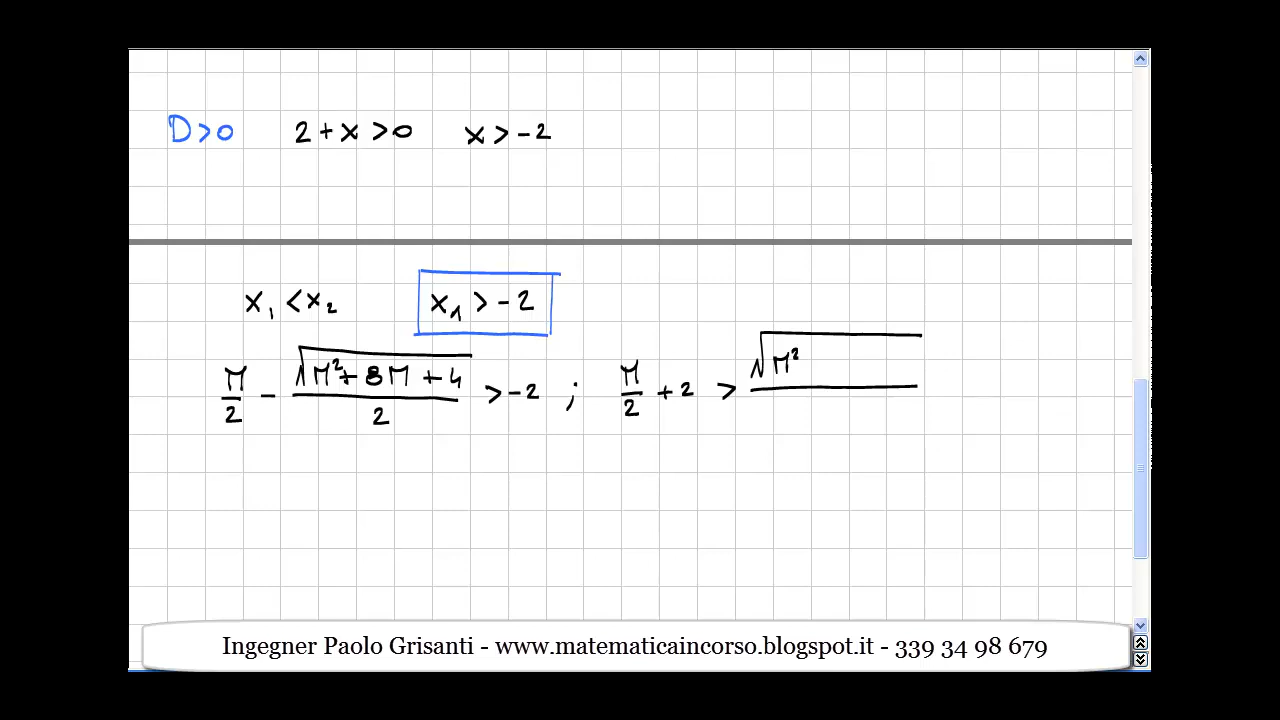 D>0 2+x>0 x>-2
x₁<x₂ x₁>-2
M/2 - √(M²+8M+4)/2 >-2 ; M/2 +2 > √M²
Ingegner Paolo Grisanti - www.matematicaincorso.blogspot.it - 339 34 98 679